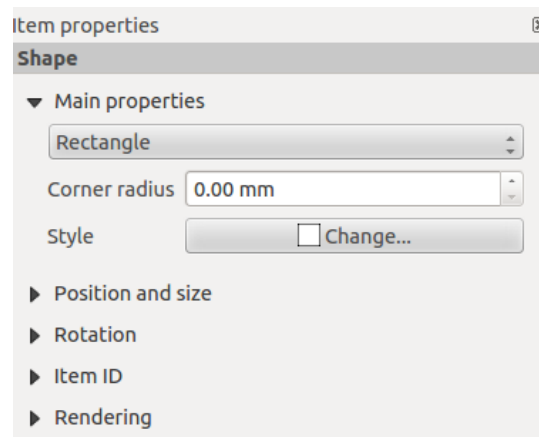 Item properties
Shape
Main properties
Rectangle
Corner radius 0.00 mm
Style Change...
Position and size
Rotation
Item ID
Rendering